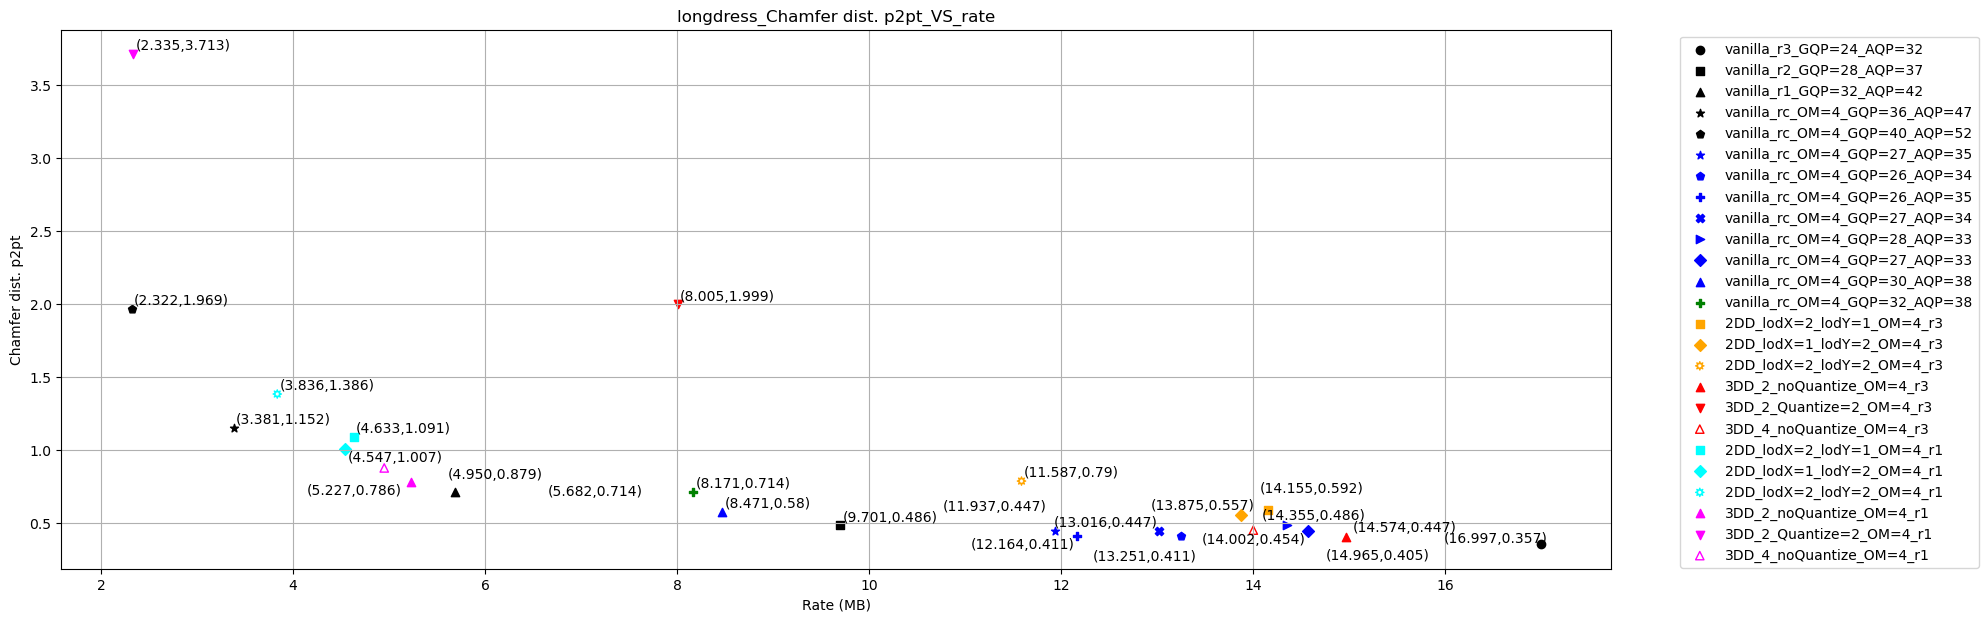 longdress_Chamfer dist. p2pt_VS_rate
Chamfer dist. p2pt
3.5
3.0
2.5
2.0
1.5
1.0
0.5
(2.335,3.713)
(2.322,1.969)
(8.005,1.999)
(3.836,1.386)
(3.381,1.152)
(4.633,1.091)
(4.547,1.007)
(4.950,0.879)
(5.227,0.786)
(5.682,0.714)
(8.171,0.714)
(8.471,0.58)
(9.701,0.486)
(11.587,0.79)
(11.937,0.447)
(12.164,0.411)
(13.016,0.447)
(13.251,0.411)
(13.875,0.557)
(14.155,0.592)
(14.355,0.486)
(14.002,0.454)
(14.574,0.447)
(14.965,0.405)
(16.997,0.357)
2
4
6
8
10
12
14
16
Rate (MB)
vanilla_r3_GQP=24_AQP=32
vanilla_r2_GQP=28_AQP=37
vanilla_r1_GQP=32_AQP=42
vanilla_rc_OM=4_GQP=36_AQP=47
vanilla_rc_OM=4_GQP=40_AQP=52
vanilla_rc_OM=4_GQP=27_AQP=35
vanilla_rc_OM=4_GQP=26_AQP=34
vanilla_rc_OM=4_GQP=26_AQP=35
vanilla_rc_OM=4_GQP=27_AQP=34
vanilla_rc_OM=4_GQP=28_AQP=33
vanilla_rc_OM=4_GQP=27_AQP=33
vanilla_rc_OM=4_GQP=30_AQP=38
vanilla_rc_OM=4_GQP=32_AQP=38
2DD_lodX=2_lodY=1_OM=4_r3
2DD_lodX=1_lodY=2_OM=4_r3
2DD_lodX=2_lodY=2_OM=4_r3
3DD_2_noQuantize_OM=4_r3
3DD_2_Quantize=2_OM=4_r3
3DD_4_noQuantize_OM=4_r3
2DD_lodX=2_lodY=1_OM=4_r1
2DD_lodX=1_lodY=2_OM=4_r1
2DD_lodX=2_lodY=2_OM=4_r1
3DD_2_noQuantize_OM=4_r1
3DD_2_Quantize=2_OM=4_r1
3DD_4_noQuantize_OM=4_r1